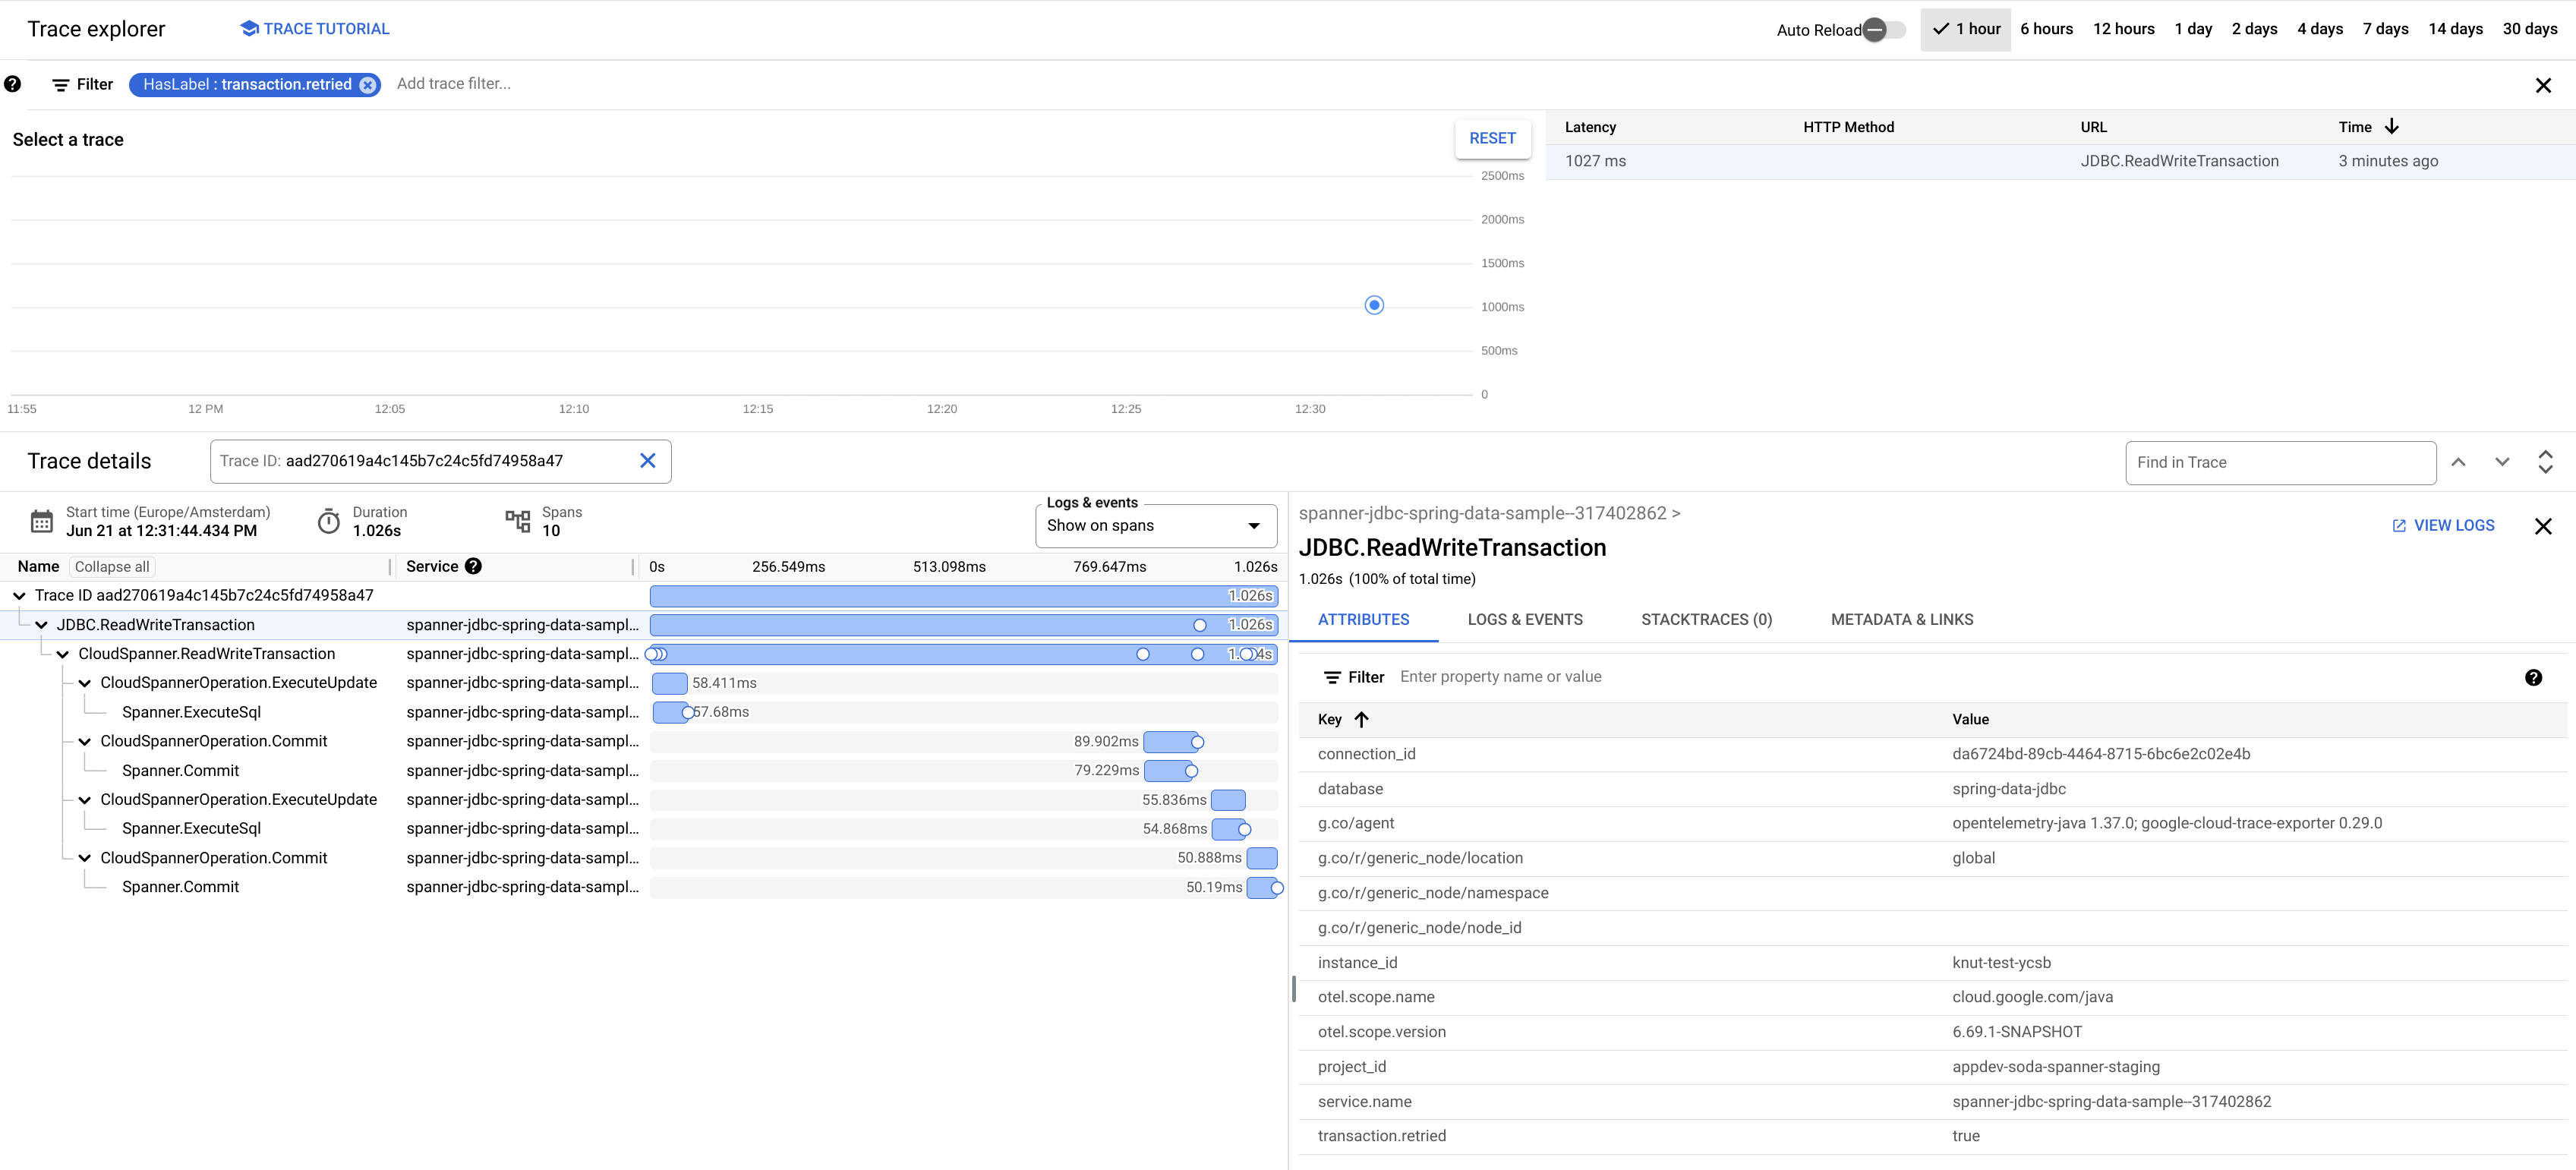 Trace explorer TRACE TUTORIAL Auto Reload 1 hour 6 hours 12 hours 1 day 2 days 4 days 7 days 14 days 30 days
Filter HasLabel : transaction.retried Add trace filter...
Select a trace RESET
Latency HTTP Method URL Time
1027 ms JDBC.ReadWriteTransaction 3 minutes ago
2500ms
2000ms
1500ms
1000ms
500ms
0
11:55 12 PM 12:05 12:10 12:15 12:20 12:25 12:30
Trace details Trace ID: aad270619a4c145b7c24c5fd74958a47 Find in Trace
Start time (Europe/Amsterdam) Duration Spans
Jun 21 at 12:31:44.434 PM 1.026s 10
Logs & events
Show on spans
Name Collapse all Service 0s 256.549ms 513.098ms 769.647ms 1.026s
Trace ID aad270619a4c145b7c24c5fd74958a47 1.026s
JDBC.ReadWriteTransaction spanner-jdbc-spring-data-sampl... 1.026s
CloudSpanner.ReadWriteTransaction spanner-jdbc-spring-data-sampl...
CloudSpannerOperation.ExecuteUpdate spanner-jdbc-spring-data-sampl... 58.411ms
Spanner.ExecuteSql spanner-jdbc-spring-data-sampl... 57.68ms
CloudSpannerOperation.Commit spanner-jdbc-spring-data-sampl... 89.902ms
Spanner.Commit spanner-jdbc-spring-data-sampl... 79.229ms
CloudSpannerOperation.ExecuteUpdate spanner-jdbc-spring-data-sampl... 55.836ms
Spanner.ExecuteSql spanner-jdbc-spring-data-sampl... 54.868ms
CloudSpannerOperation.Commit spanner-jdbc-spring-data-sampl... 50.888ms
Spanner.Commit spanner-jdbc-spring-data-sampl... 50.19ms
spanner-jdbc-spring-data-sample--317402862 >
JDBC.ReadWriteTransaction
VIEW LOGS
1.026s (100% of total time)
ATTRIBUTES LOGS & EVENTS STACKTRACES (0) METADATA & LINKS
Filter Enter property name or value
Key Value
connection_id da6724bd-89cb-4464-8715-6bc6e2c02e4b
database spring-data-jdbc
g.co/agent opentelemetry-java 1.37.0; google-cloud-trace-exporter 0.29.0
g.co/r/generic_node/location global
g.co/r/generic_node/namespace
g.co/r/generic_node/node_id
instance_id knut-test-ycsb
otel.scope.name cloud.google.com/java
otel.scope.version 6.69.1-SNAPSHOT
project_id appdev-soda-spanner-staging
service.name spanner-jdbc-spring-data-sample--317402862
transaction.retried true